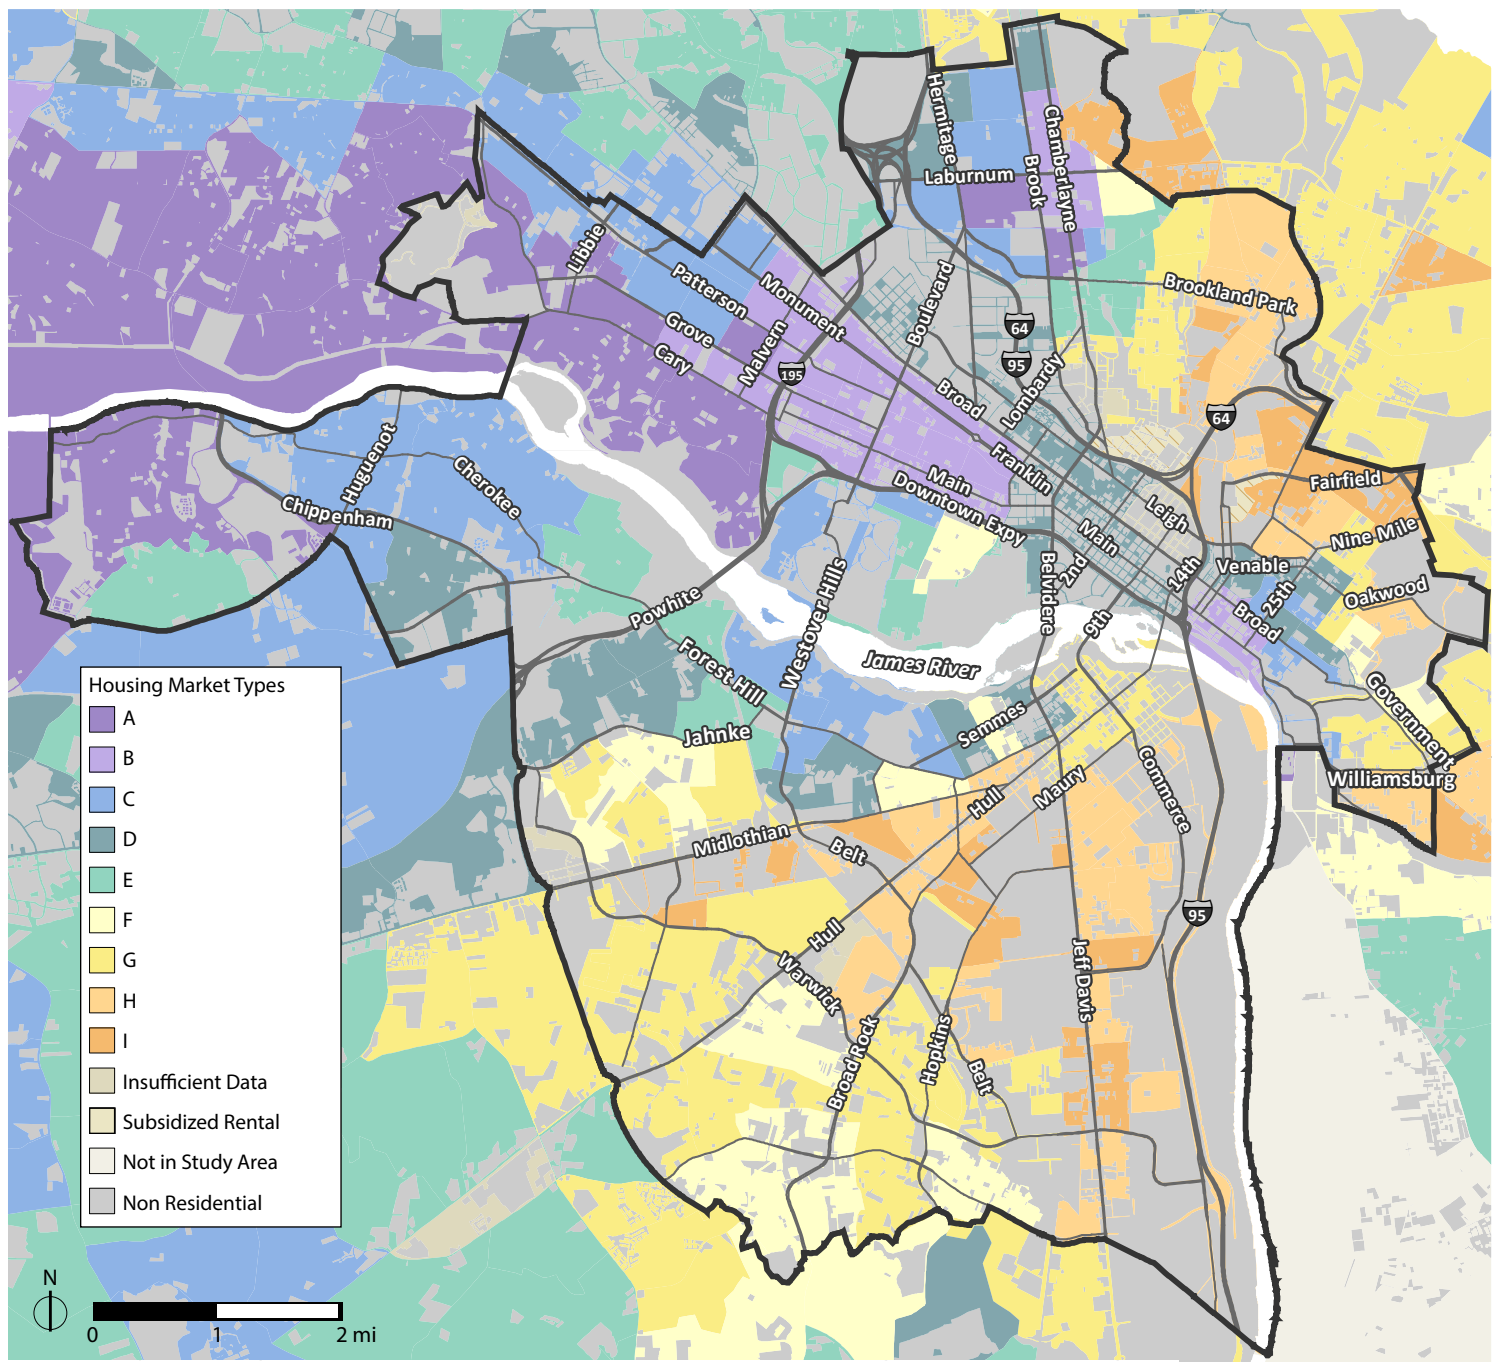 Hermitage
Chamberlayne
Brook
Laburnum
Libbie
Patterson
Monument
Boulevard
Brookland Park
Grove
Malvern
64
95
Cary
195
Lombardy
Broad
64
Huguenot
Cherokee
Franklin
Fairfield
Main
Leigh
Chippenham
Downtown Expy
Main
Nine Mile
Belvidere
2nd
14th
Venable
25th
Oakwood
Powhite
Westover Hills
9th
Broad
James River
Forest Hill
Government
Semmes
Jahnke
Williamsburg
Commerce
Maury
Hull
Midlothian
Belt
95
Hull
Warwick
Jeff Davis
Broad Rock
Hopkins
Belt
Housing Market Types
A
B
C
D
E
F
G
H
I
Insufficient Data
Subsidized Rental
Not in Study Area
Non Residential
N
0 1 2 mi